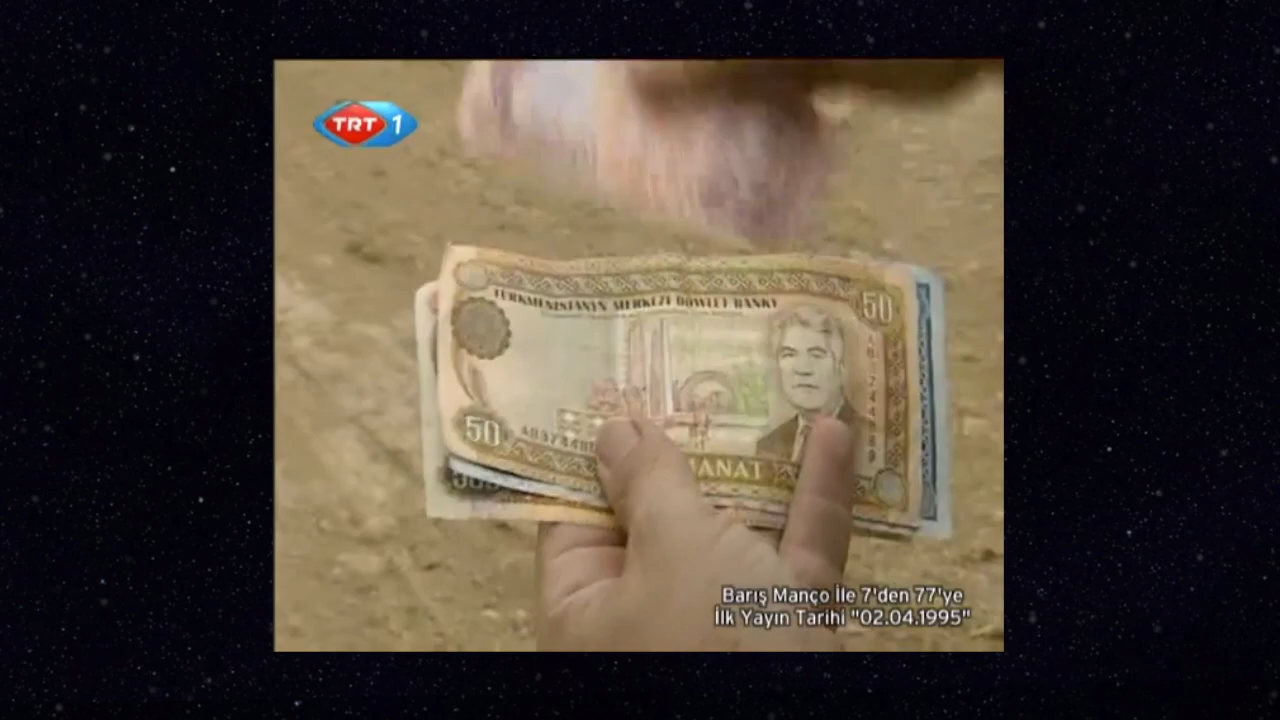 TRT 1
TÜRKMENISTANYŇ MERKEZI DÖWLET BANKY
50
50
MANAT
Barış Manço İle 7'den 77'ye
İlk Yayın Tarihi "02.04.1995"